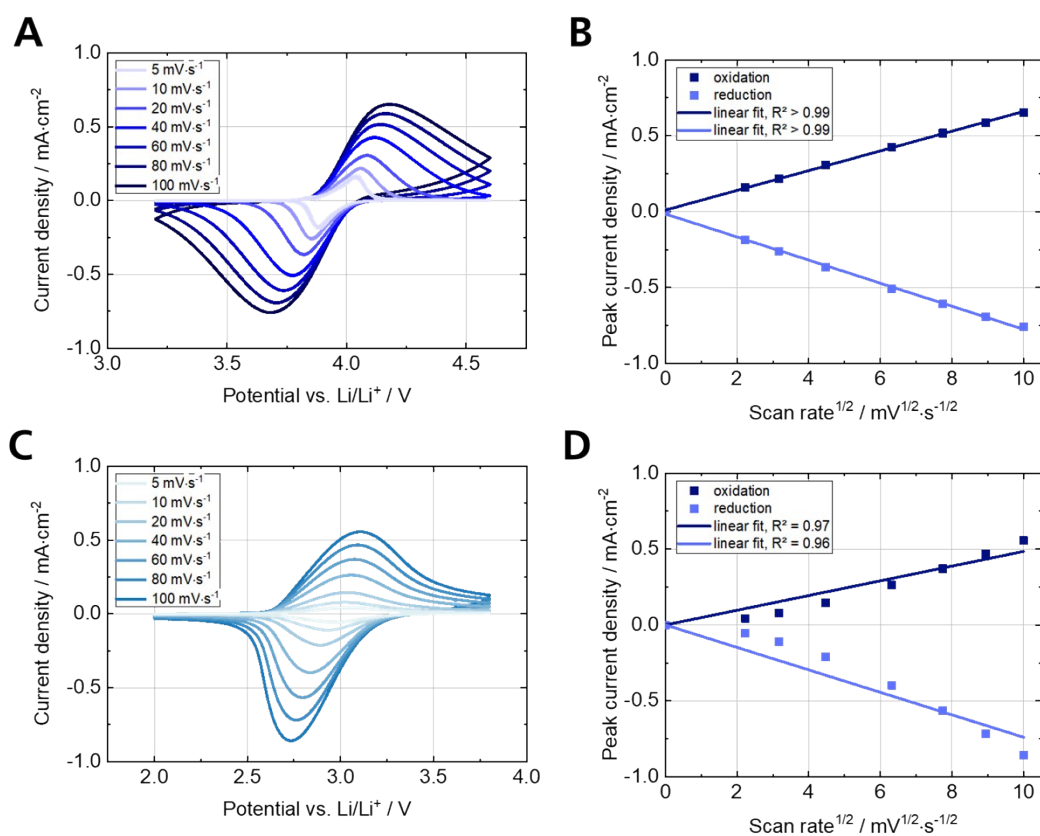 A
1.0
0.5
0.0
-0.5
-1.0
Current density / mA·cm⁻²
5 mV·s⁻¹
10 mV·s⁻¹
20 mV·s⁻¹
40 mV·s⁻¹
60 mV·s⁻¹
80 mV·s⁻¹
100 mV·s⁻¹
3.0 3.5 4.0 4.5
Potential vs. Li/Li⁺ / V
B
1.0
0.5
0.0
-0.5
-1.0
Peak current density / mA·cm⁻²
oxidation
reduction
linear fit, R² > 0.99
linear fit, R² > 0.99
0 2 4 6 8 10
Scan rate¹ᐟ² / mV¹ᐟ²·s⁻¹ᐟ²
C
1.0
0.5
0.0
-0.5
-1.0
Current density / mA·cm⁻²
5 mV·s⁻¹
10 mV·s⁻¹
20 mV·s⁻¹
40 mV·s⁻¹
60 mV·s⁻¹
80 mV·s⁻¹
100 mV·s⁻¹
2.0 2.5 3.0 3.5 4.0
Potential vs. Li/Li⁺ / V
D
1.0
0.5
0.0
-0.5
-1.0
Peak current density / mA·cm⁻²
oxidation
reduction
linear fit, R² = 0.97
linear fit, R² = 0.96
0 2 4 6 8 10
Scan rate¹ᐟ² / mV¹ᐟ²·s⁻¹ᐟ²